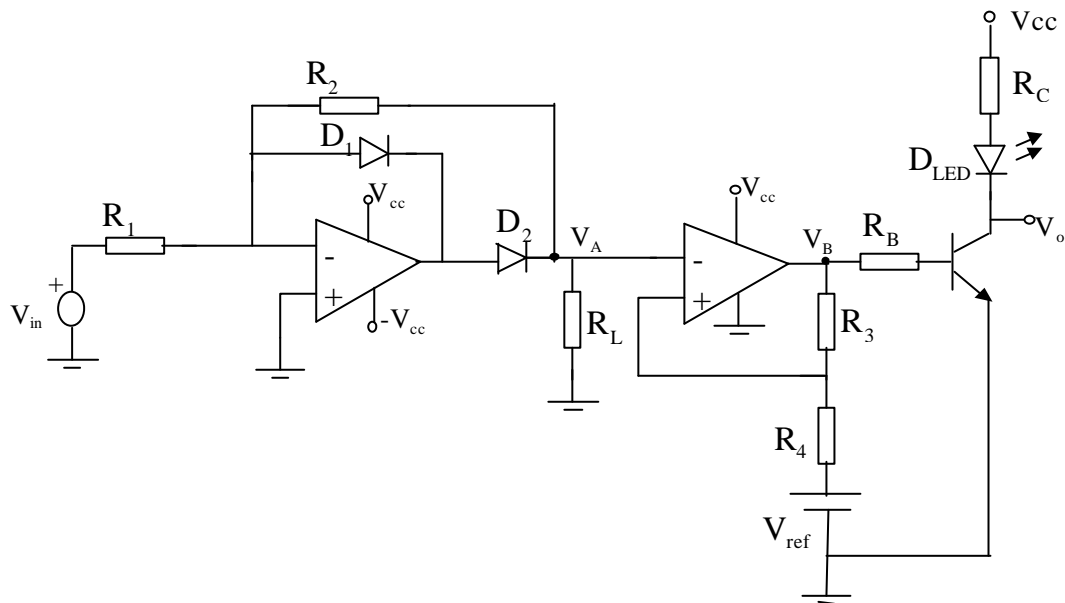 Vcc
R2
RC
D1
DLED
Vcc
Vcc
R1
D2
VA
VB
RB
Vo
-
-
+
Vin
+
+
-Vcc
RL
R3
R4
Vref